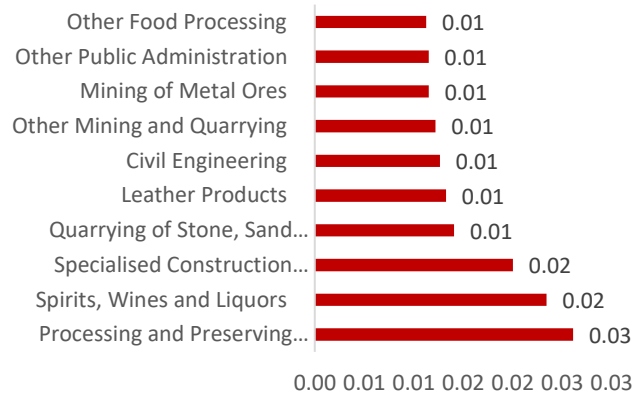 Other Food Processing 0.01
Other Public Administration 0.01
Mining of Metal Ores 0.01
Other Mining and Quarrying 0.01
Civil Engineering 0.01
Leather Products 0.01
Quarrying of Stone, Sand... 0.01
Specialised Construction... 0.02
Spirits, Wines and Liquors 0.02
Processing and Preserving... 0.03
0.00 0.01 0.01 0.02 0.02 0.03 0.03